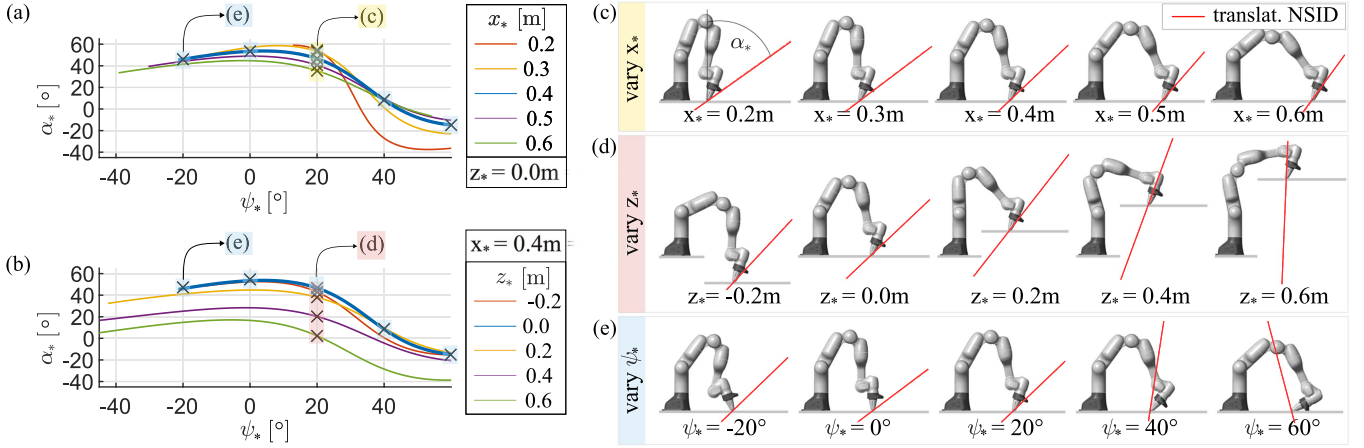 (a)
(e)
(c)
60
40
20
0
-20
-40
α* [°]
-40
-20
0
20
40
ψ* [°]
x* [m]
0.2
0.3
0.4
0.5
0.6
z* = 0.0m
(b)
(e)
(d)
60
40
20
0
-20
-40
α* [°]
-40
-20
0
20
40
ψ* [°]
x* = 0.4m
z* [m]
-0.2
0.0
0.2
0.4
0.6
(c)
translat. NSID
vary x*
α*
x* = 0.2m
x* = 0.3m
x* = 0.4m
x* = 0.5m
x* = 0.6m
(d)
vary z*
z* = -0.2m
z* = 0.0m
z* = 0.2m
z* = 0.4m
z* = 0.6m
(e)
vary ψ*
ψ* = -20°
ψ* = 0°
ψ* = 20°
ψ* = 40°
ψ* = 60°